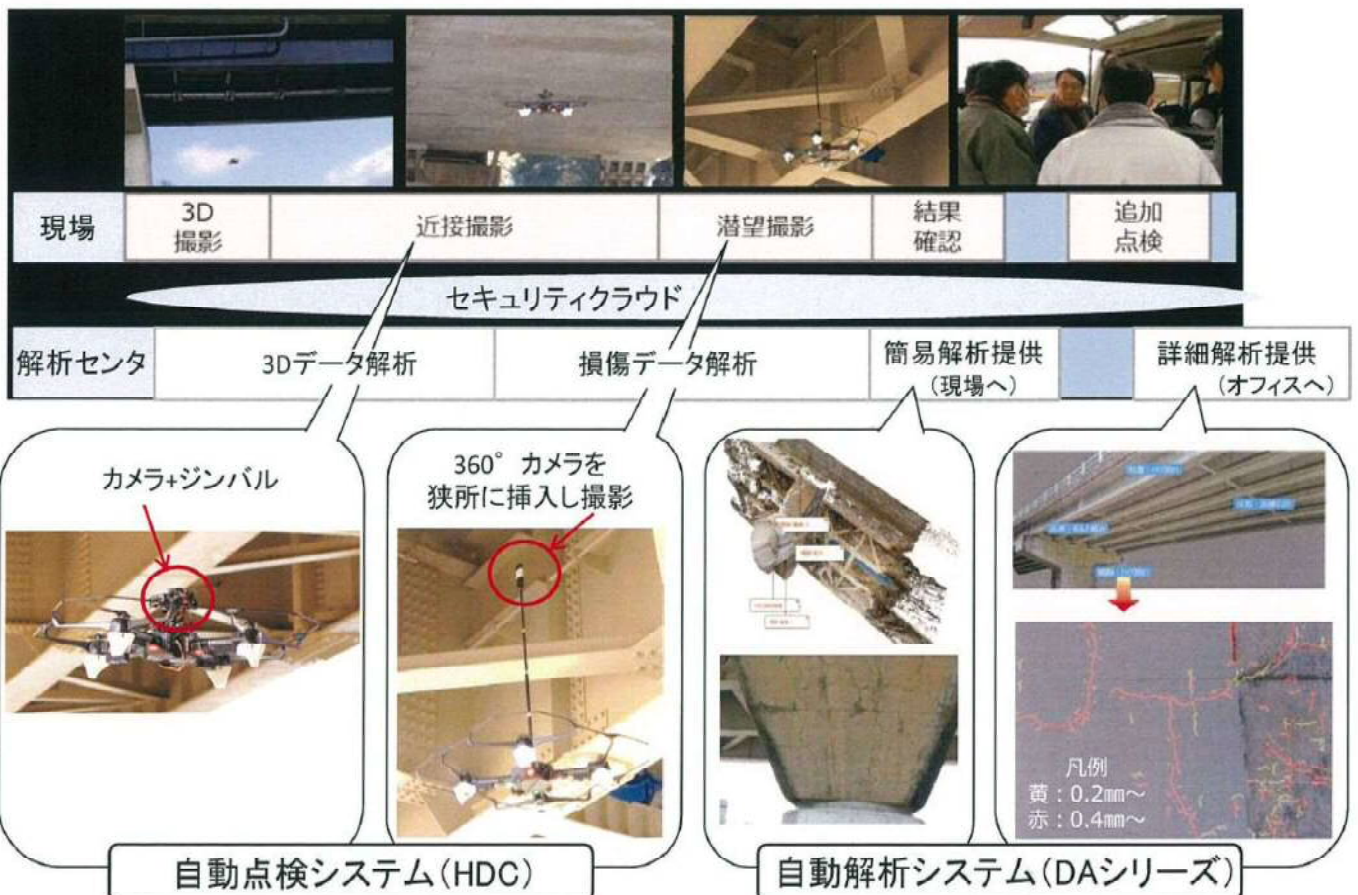 現場
3D
撮影
近接撮影
潜望撮影
結果
確認
追加
点検
セキュリティクラウド
解析センタ
3Dデータ解析
損傷データ解析
簡易解析提供
(現場へ)
詳細解析提供
(オフィスへ)
カメラ+ジンバル
360°カメラを
狭所に挿入し撮影
凡例
黄:0.2㎜～
赤:0.4㎜～
自動点検システム(HDC)
自動解析システム(DAシリーズ)